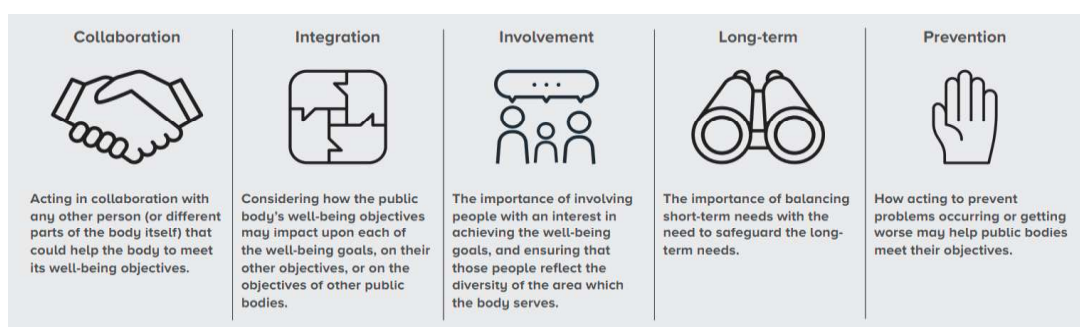 Collaboration
Acting in collaboration with
any other person (or different
parts of the body itself) that
could help the body to meet
its well-being objectives.
Integration
Considering how the public
body's well-being objectives
may impact upon each of
the well-being goals, on their
other objectives, or on the
objectives of other public
bodies.
Involvement
The importance of involving
people with an interest in
achieving the well-being
goals, and ensuring that
those people reflect the
diversity of the area which
the body serves.
Long-term
The importance of balancing
short-term needs with the
need to safeguard the long-
term needs.
Prevention
How acting to prevent
problems occurring or getting
worse may help public bodies
meet their objectives.